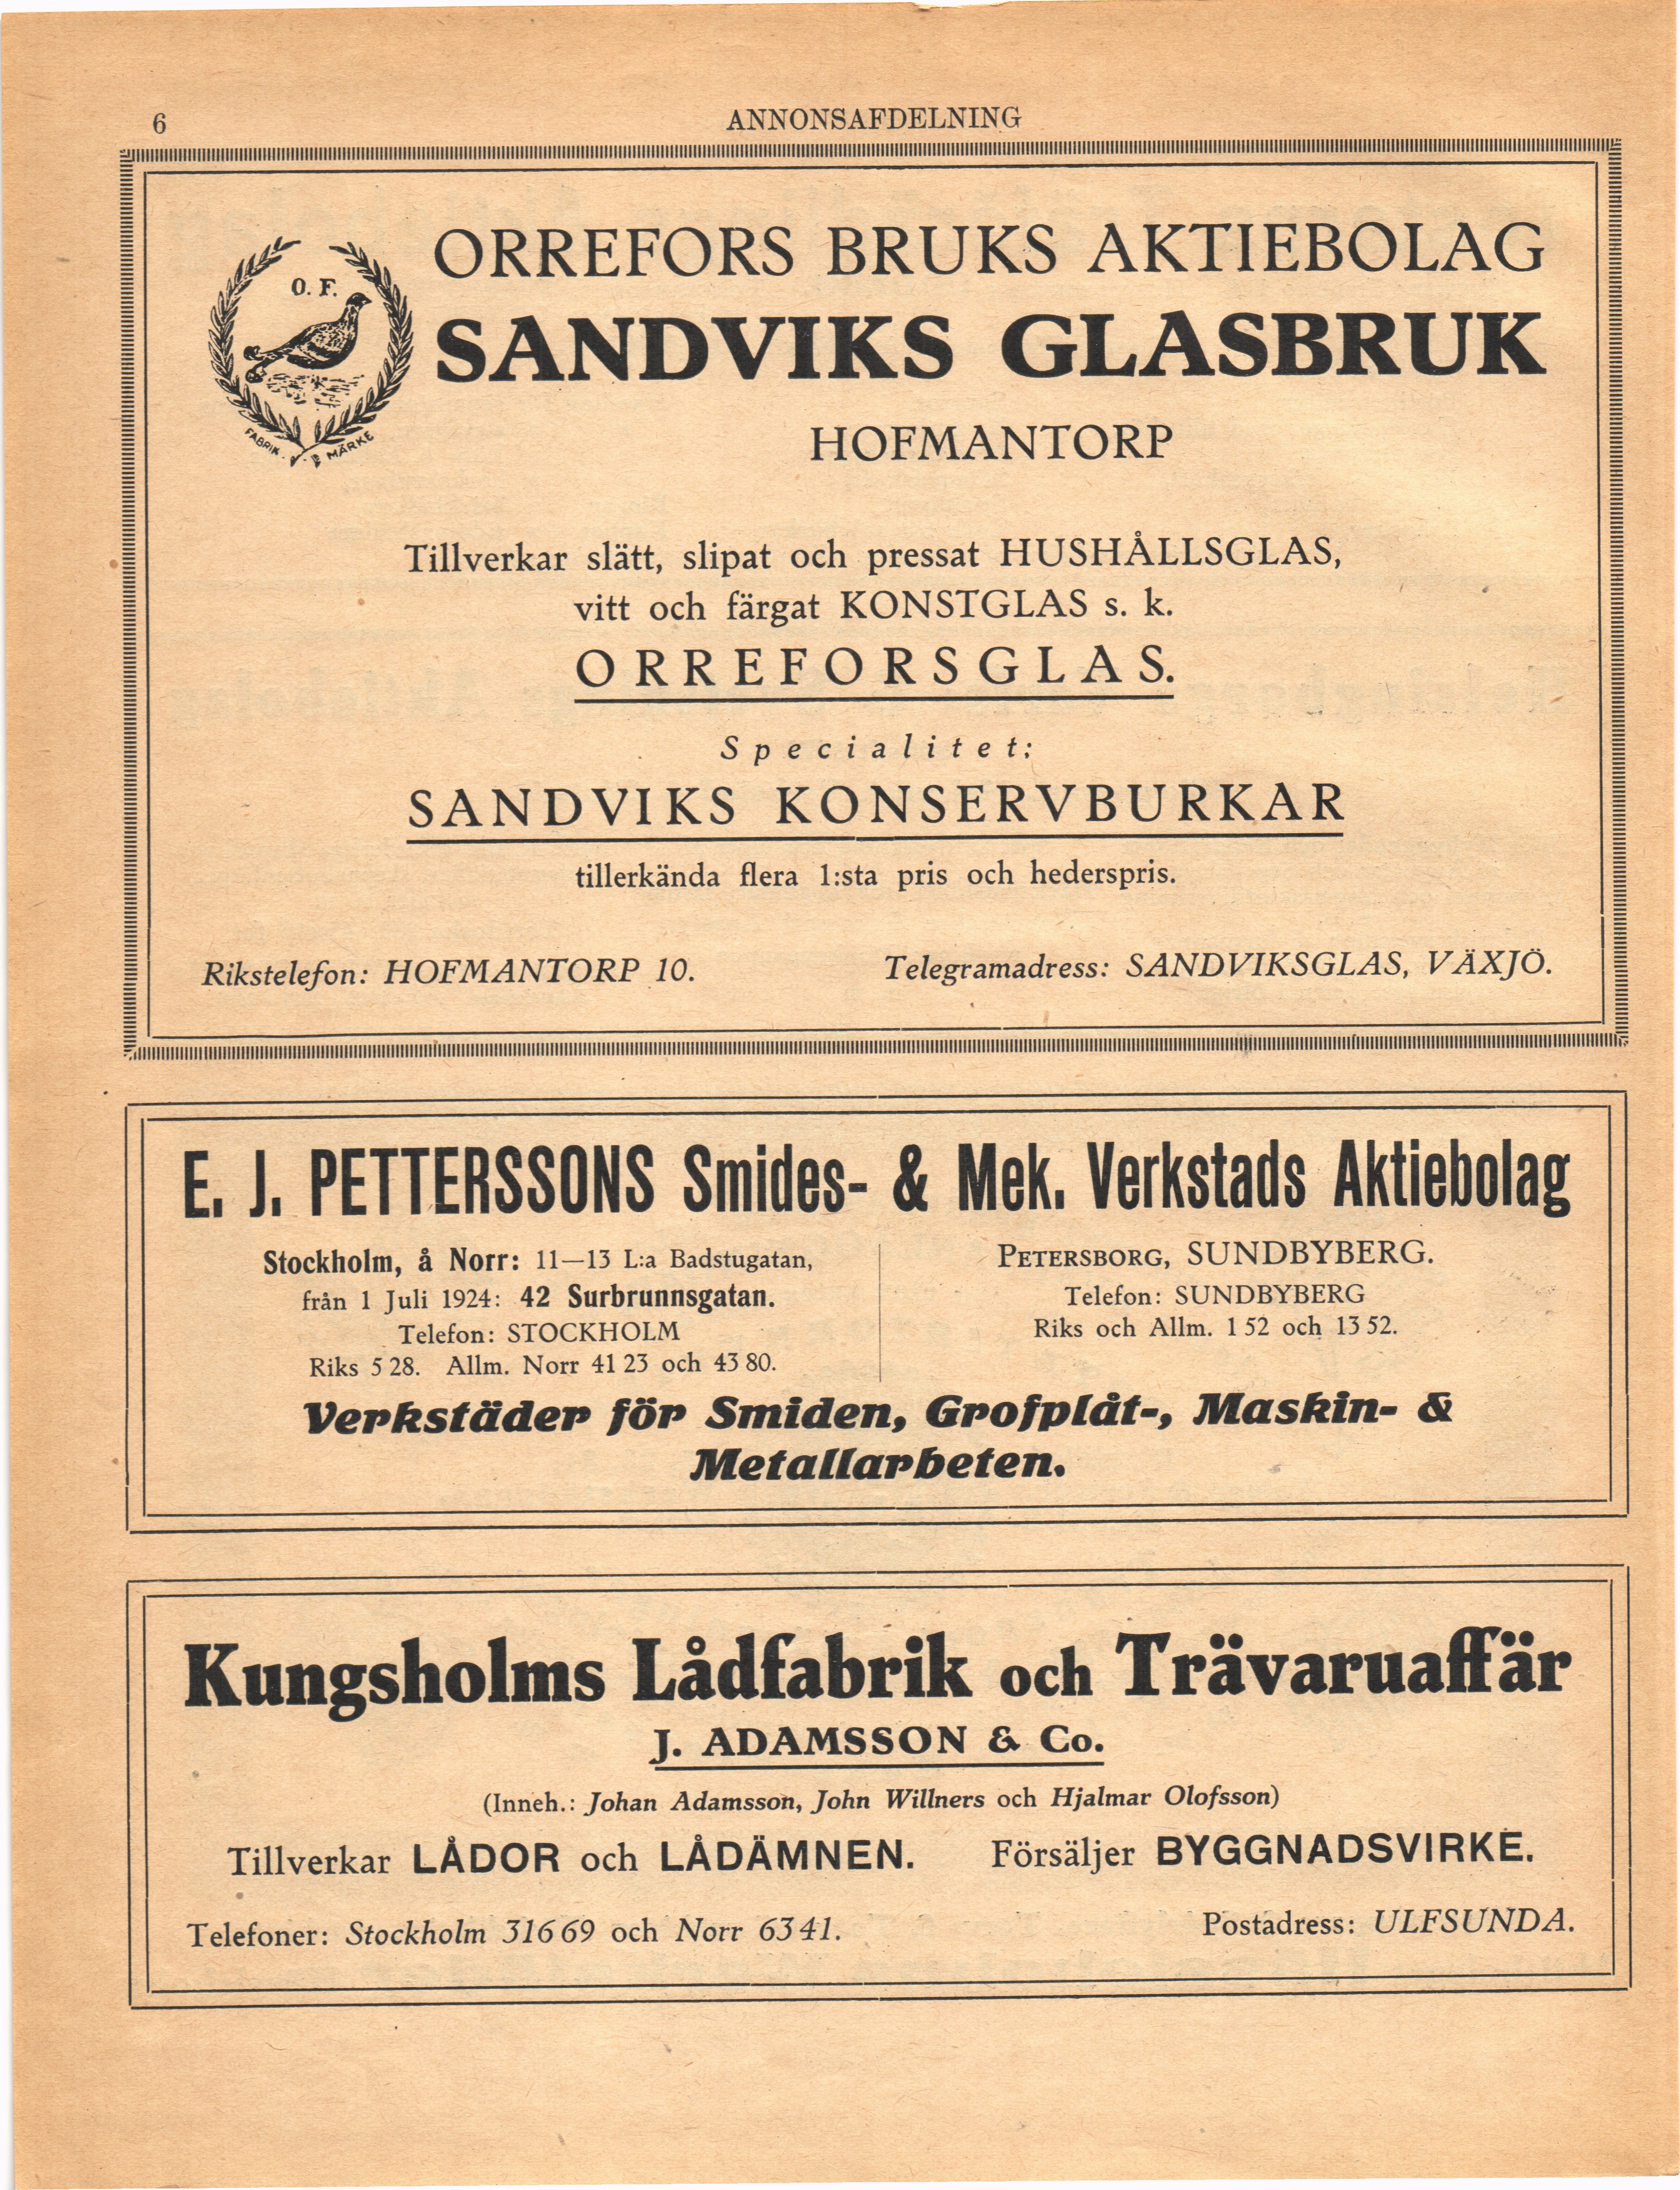 6
ANNONSAFDELNING
O. F.
FABRIK. MÄRKE
ORREFORS BRUKS AKTIEBOLAG
SANDVIKS GLASBRUK
HOFMANTORP
Tillverkar slätt, slipat och pressat HUSHÅLLSGLAS,
vitt och färgat KONSTGLAS s. k.
ORREFORSGLAS.
Specialitet:
SANDVIKS KONSERVBURKAR
tillerkända flera 1:sta pris och hederspris.
Rikstelefon: HOFMANTORP 10.
Telegramadress: SANDVIKSGLAS, VÄXJÖ.
E. J. PETTERSSONS Smides- & Mek. Verkstads Aktiebolag
Stockholm, å Norr: 11—13 L:a Badstugatan,
från 1 Juli 1924: 42 Surbrunnsgatan.
Telefon: STOCKHOLM
Riks 5 28. Allm. Norr 41 23 och 43 80.
PETERSBORG, SUNDBYBERG.
Telefon: SUNDBYBERG
Riks och Allm. 1 52 och 13 52.
Verkstäder för Smiden, Grofplåt-, Maskin- &
Metallarbeten.
Kungsholms Lådfabrik och Trävaruaffär
J. ADAMSSON & Co.
(Inneh.: Johan Adamsson, John Willners och Hjalmar Olofsson)
Tillverkar LÅDOR och LÅDÄMNEN. Försäljer BYGGNADSVIRKE.
Telefoner: Stockholm 316 69 och Norr 63 41.
Postadress: ULFSUNDA.